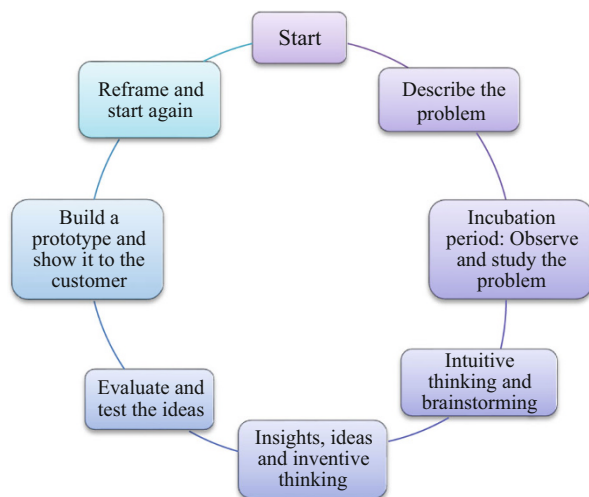 Start
Describe the
problem
Incubation
period: Observe
and study the
problem
Intuitive
thinking and
brainstorming
Insights, ideas
and inventive
thinking
Evaluate and
test the ideas
Build a
prototype and
show it to the
customer
Reframe and
start again